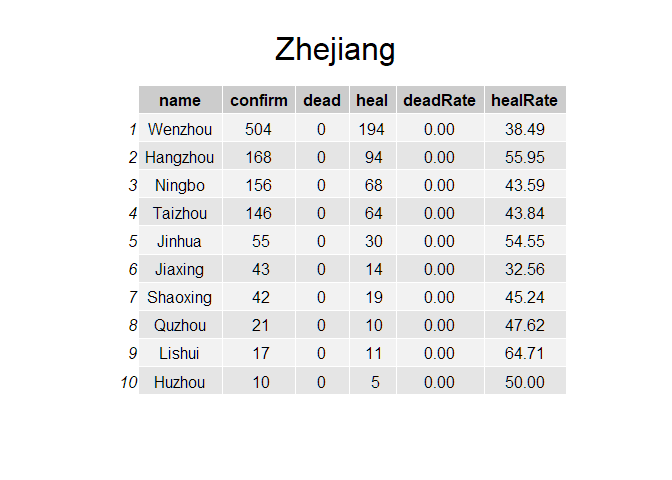 Zhejiang
name confirm dead heal deadRate healRate
1 Wenzhou 504 0 194 0.00 38.49
2 Hangzhou 168 0 94 0.00 55.95
3 Ningbo 156 0 68 0.00 43.59
4 Taizhou 146 0 64 0.00 43.84
5 Jinhua 55 0 30 0.00 54.55
6 Jiaxing 43 0 14 0.00 32.56
7 Shaoxing 42 0 19 0.00 45.24
8 Quzhou 21 0 10 0.00 47.62
9 Lishui 17 0 11 0.00 64.71
10 Huzhou 10 0 5 0.00 50.00